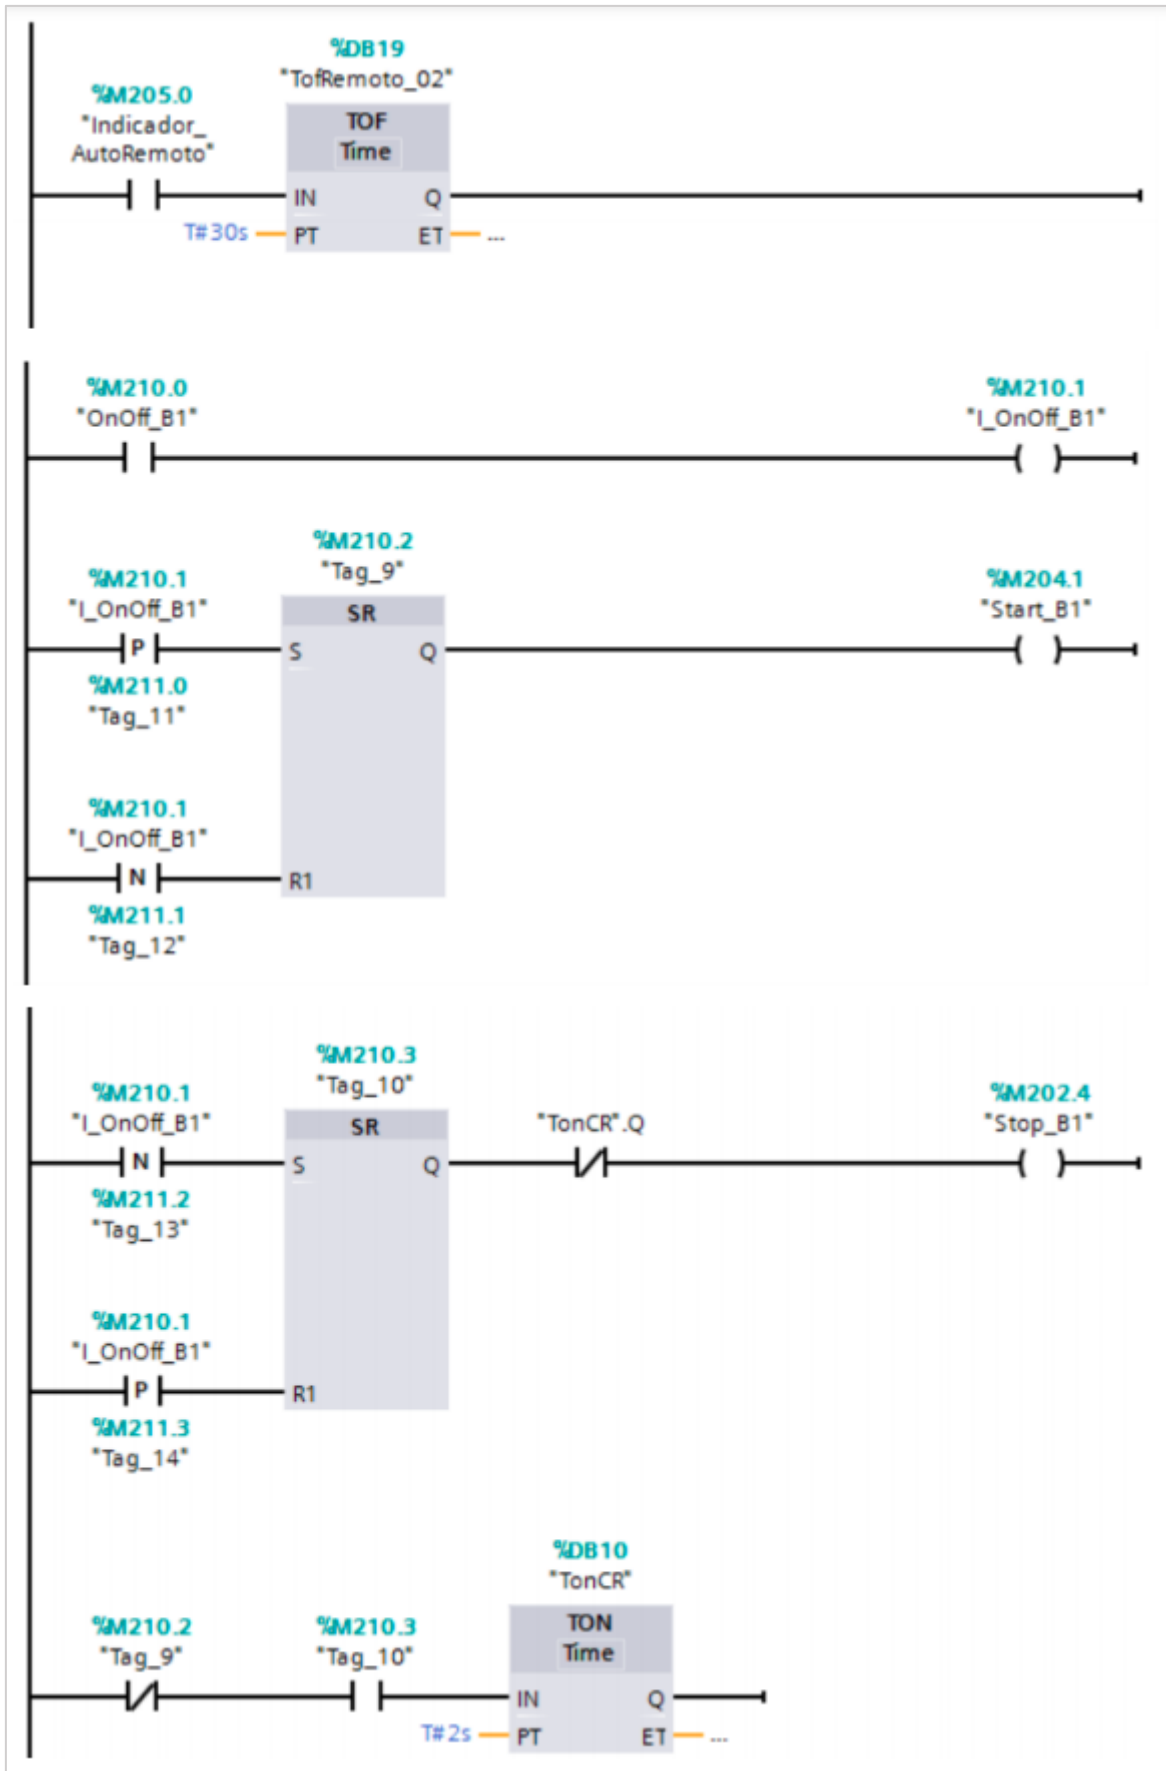 %DB19
"TofRemoto_02"
%M205.0
"Indicador_
AutoRemoto"
TOF
Time
IN Q
T#30s PT ET ...
%M210.0
"OnOff_B1"
%M210.1
"I_OnOff_B1"
%M210.2
"Tag_9"
%M210.1
"I_OnOff_B1"
%M204.1
"Start_B1"
SR
P
S Q
%M211.0
"Tag_11"
%M210.1
"I_OnOff_B1"
N
R1
%M211.1
"Tag_12"
%M210.3
"Tag_10"
%M210.1
"I_OnOff_B1"
"TonCR".Q
%M202.4
"Stop_B1"
SR
N
S Q
%M211.2
"Tag_13"
%M210.1
"I_OnOff_B1"
P
R1
%M211.3
"Tag_14"
%DB10
"TonCR"
%M210.2
"Tag_9"
%M210.3
"Tag_10"
TON
Time
IN Q
T#2s PT ET ...